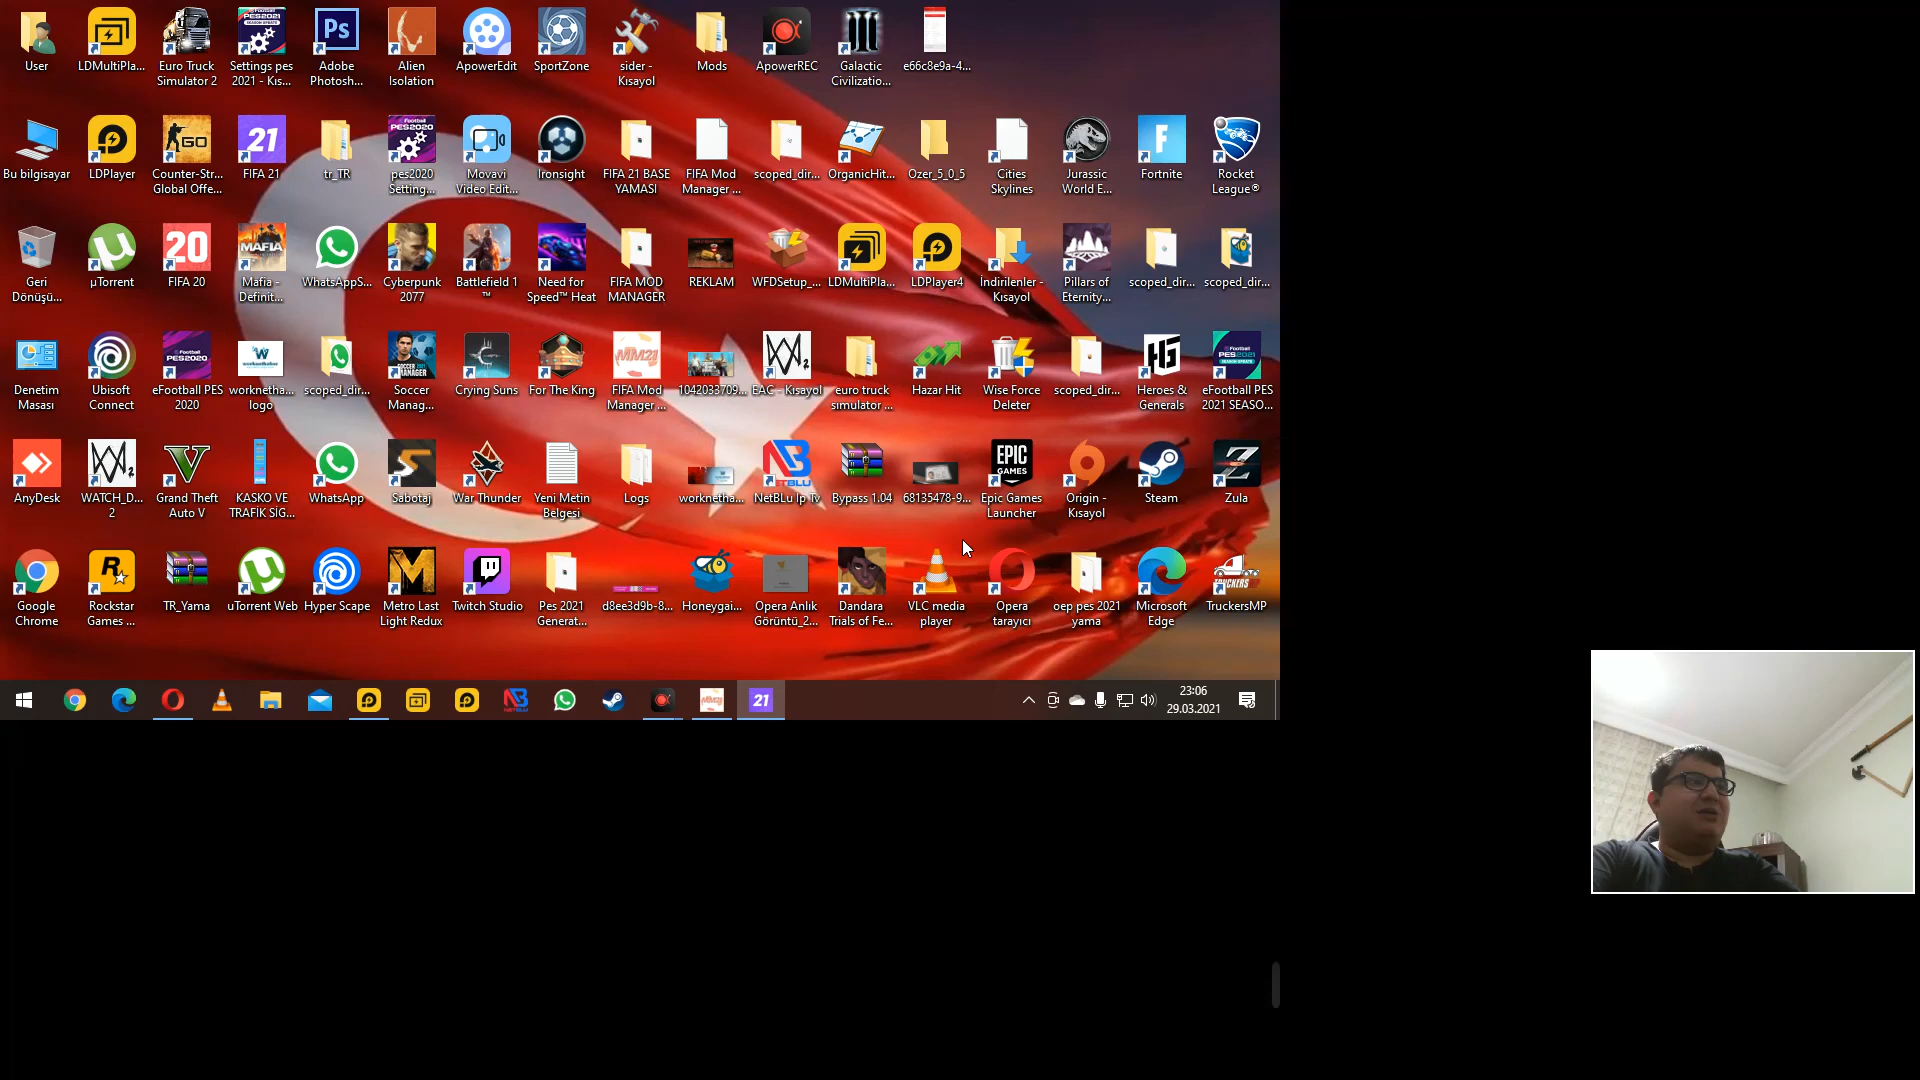 User
LDMultiPla...
Euro Truck
Simulator 2
Settings pes
2021 - Kıs...
Adobe
Photosh...
Alien
Isolation
ApowerEdit
SportZone
sider -
Kısayol
Mods
ApowerREC
Galactic
Civilizatio...
e66c8e9a-4...
Bu bilgisayar
LDPlayer
Counter-Str...
Global Offe...
FIFA 21
tr_TR
pes2020
Setting...
Movavi
Video Edit...
Ironsight
FIFA 21 BASE
YAMASI
FIFA Mod
Manager ...
scoped_dir...
OrganicHit...
Ozer_5_0_5
Cities
Skylines
Jurassic
World E...
Fortnite
Rocket
League®
Geri
Dönüşü...
µTorrent
FIFA 20
Mafia -
Definit...
WhatsAppS...
Cyberpunk
2077
Battlefield 1
™
Need for
Speed™ Heat
FIFA MOD
MANAGER
REKLAM
WFDSetup_...
LDMultiPla...
LDPlayer4
İndirilenler -
Kısayol
Pillars of
Eternity...
scoped_dir...
scoped_dir...
Denetim
Masası
Ubisoft
Connect
eFootball PES
2020
worknetha...
logo
scoped_dir...
Soccer
Manag...
Crying Suns
For The King
FIFA Mod
Manager ...
1042033709...
EAC - Kısayol
euro truck
sımulator ...
Hazar Hit
Wise Force
Deleter
scoped_dir...
Heroes &
Generals
eFootball PES
2021 SEASO...
AnyDesk
WATCH_D...
2
Grand Theft
Auto V
KASKO VE
TRAFİK SİG...
WhatsApp
Sabotaj
War Thunder
Yeni Metin
Belgesi
Logs
worknetha...
NetBLu Ip Tv
Bypass 1.04
68135478-9...
Epic Games
Launcher
Origin -
Kısayol
Steam
Zula
Google
Chrome
Rockstar
Games ...
TR_Yama
uTorrent Web
Hyper Scape
Metro Last
Light Redux
Twitch Studio
Pes 2021
Generat...
d8ee3d9b-8...
Honeygai...
Opera Anlık
Görüntü_2...
Dandara
Trials of Fe...
VLC media
player
Opera
tarayıcı
oep pes 2021
yama
Microsoft
Edge
TruckersMP
23:06
29.03.2021